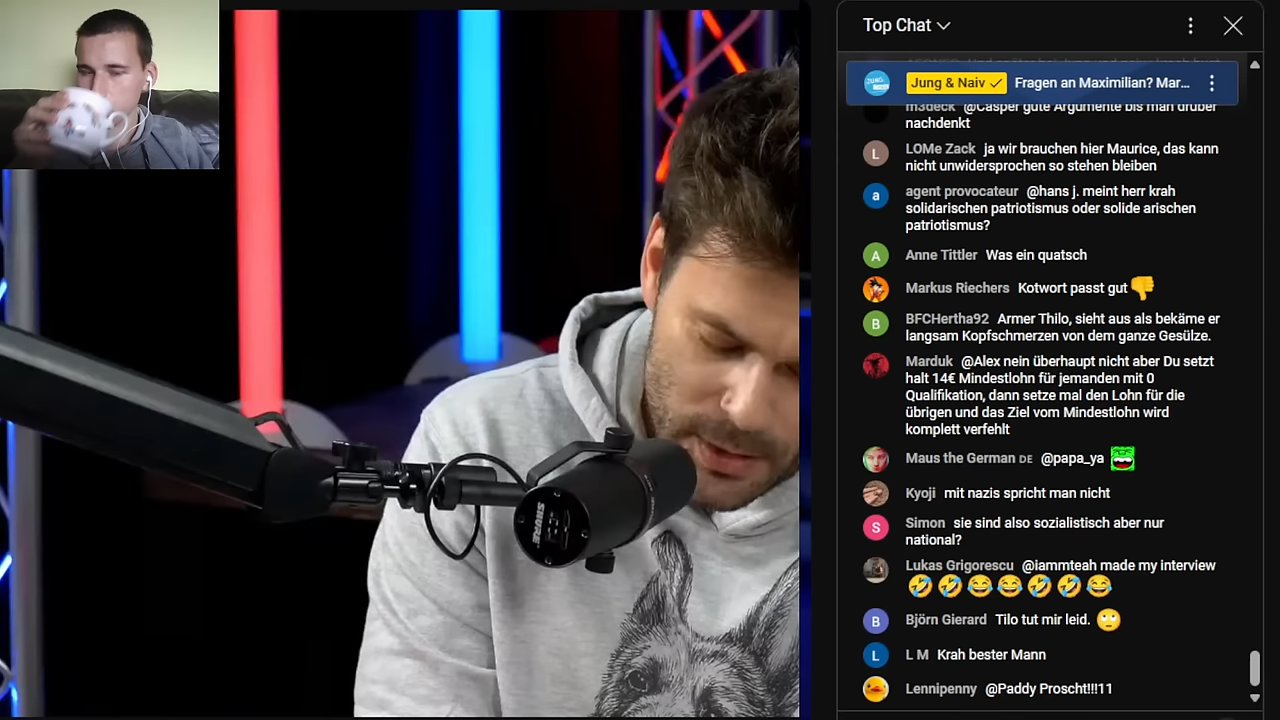 Top Chat
JUNG
Jung & Naiv Fragen an Maximilian? Mar...
m3deck @Casper gute Argumente bis man drüber
nachdenkt
L LOMe Zack ja wir brauchen hier Maurice, das kann
nicht unwidersprochen so stehen bleiben
a agent provocateur @hans j. meint herr krah
solidarischen patriotismus oder solide arischen
patriotismus?
A Anne Tittler Was ein quatsch
Markus Riechers Kotwort passt gut 👎
B BFCHertha92 Armer Thilo, sieht aus als bekäme er
langsam Kopfschmerzen von dem ganze Gesülze.
Marduk @Alex nein überhaupt nicht aber Du setzt
halt 14€ Mindestlohn für jemanden mit 0
Qualifikation, dann setze mal den Lohn für die
übrigen und das Ziel vom Mindestlohn wird
komplett verfehlt
Maus the German DE @papa_ya
Kyoji mit nazis spricht man nicht
S Simon sie sind also sozialistisch aber nur
national?
Lukas Grigorescu @iammteah made my interview
🤣🤣😂😂🤣🤣😂
B Björn Gierard Tilo tut mir leid. 🙄
L L M Krah bester Mann
Lennipenny @Paddy Proscht!!!11
SHURE